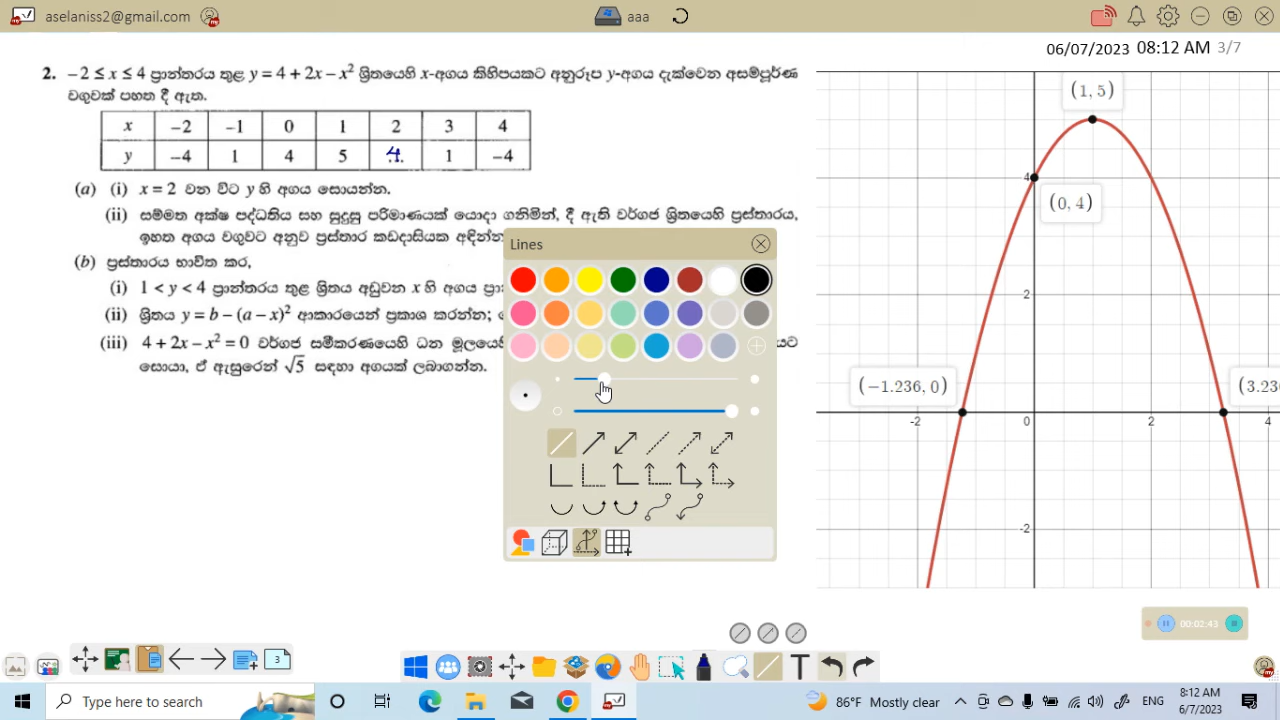 aselaniss2@gmail.com
aaa
06/07/2023 08:12 AM 3/7
2. −2 ≤ x ≤ 4 ප්‍රාන්තරය තුළ y = 4 + 2x − x² ශ්‍රිතයෙහි x-අගය කිහිපයකට අනුරූප y-අගය දැක්වෙන අසම්පූර්ණ
වගුවක් පහත දී ඇත.
x −2 −1 0 1 2 3 4
y −4 1 4 5 4 1 −4
(a) (i) x = 2 වන විට y හි අගය සොයන්න.
(ii) සම්මත අක්ෂ පද්ධතිය සහ සුදුසු පරිමාණයක් යොදා ගනිමින්, දී ඇති වර්ගජ ශ්‍රිතයෙහි ප්‍රස්තාරය,
ඉහත අගය වගුවට අනුව ප්‍රස්තාර කඩදාසියක අඳින්න
(b) ප්‍රස්තාරය භාවිත කර,
(i) 1 < y < 4 ප්‍රාන්තරය තුළ ශ්‍රිතය අඩුවන x හි අගය ප්‍රා
(ii) ශ්‍රිතය y = b − (a − x)² ආකාරයෙන් ප්‍රකාශ කරන්න;
(iii) 4 + 2x − x² = 0 වර්ගජ සමීකරණයෙහි ධන මූලයෙහි යට
සොයා, ඒ ඇසුරෙන් √5 සඳහා අගයක් ලබාගන්න.
Lines
(1, 5)
(0, 4)
(−1.236, 0)
(3.23
4
2
-2
-2 0 2 4
00:02:43
3
Type here to search
86°F Mostly clear
ENG
8:12 AM
6/7/2023